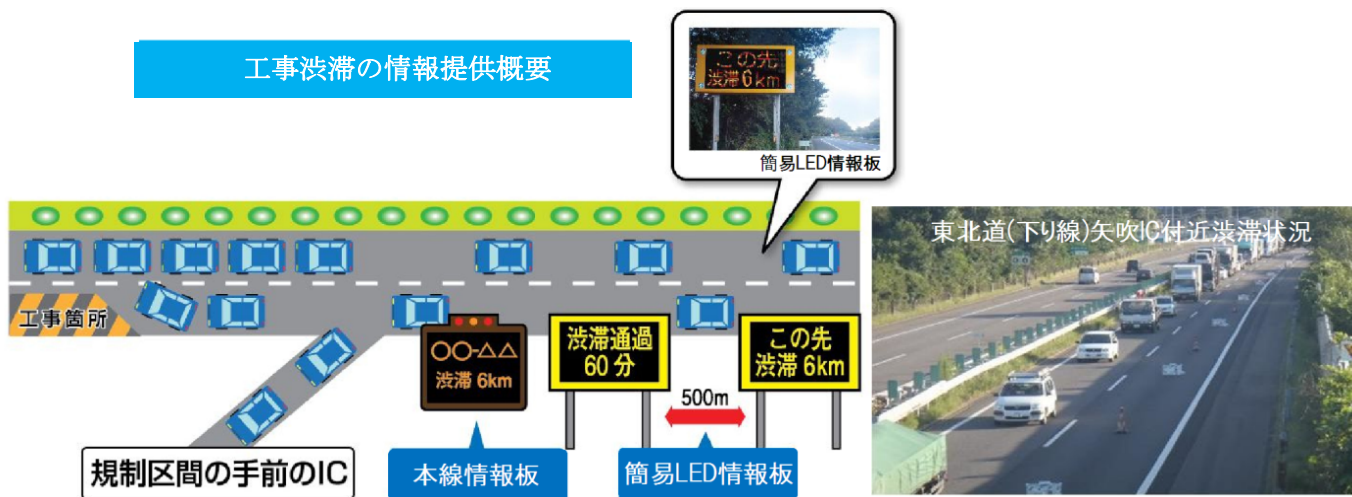 工事渋滞の情報提供概要
この先
渋滞6km
簡易LED情報板
東北道(下り線)矢吹IC付近渋滞状況
工事箇所
〇〇-△△
渋滞 6km
渋滞通過
60分
500m
この先
渋滞 6km
規制区間の手前のIC
本線情報板
簡易LED情報板